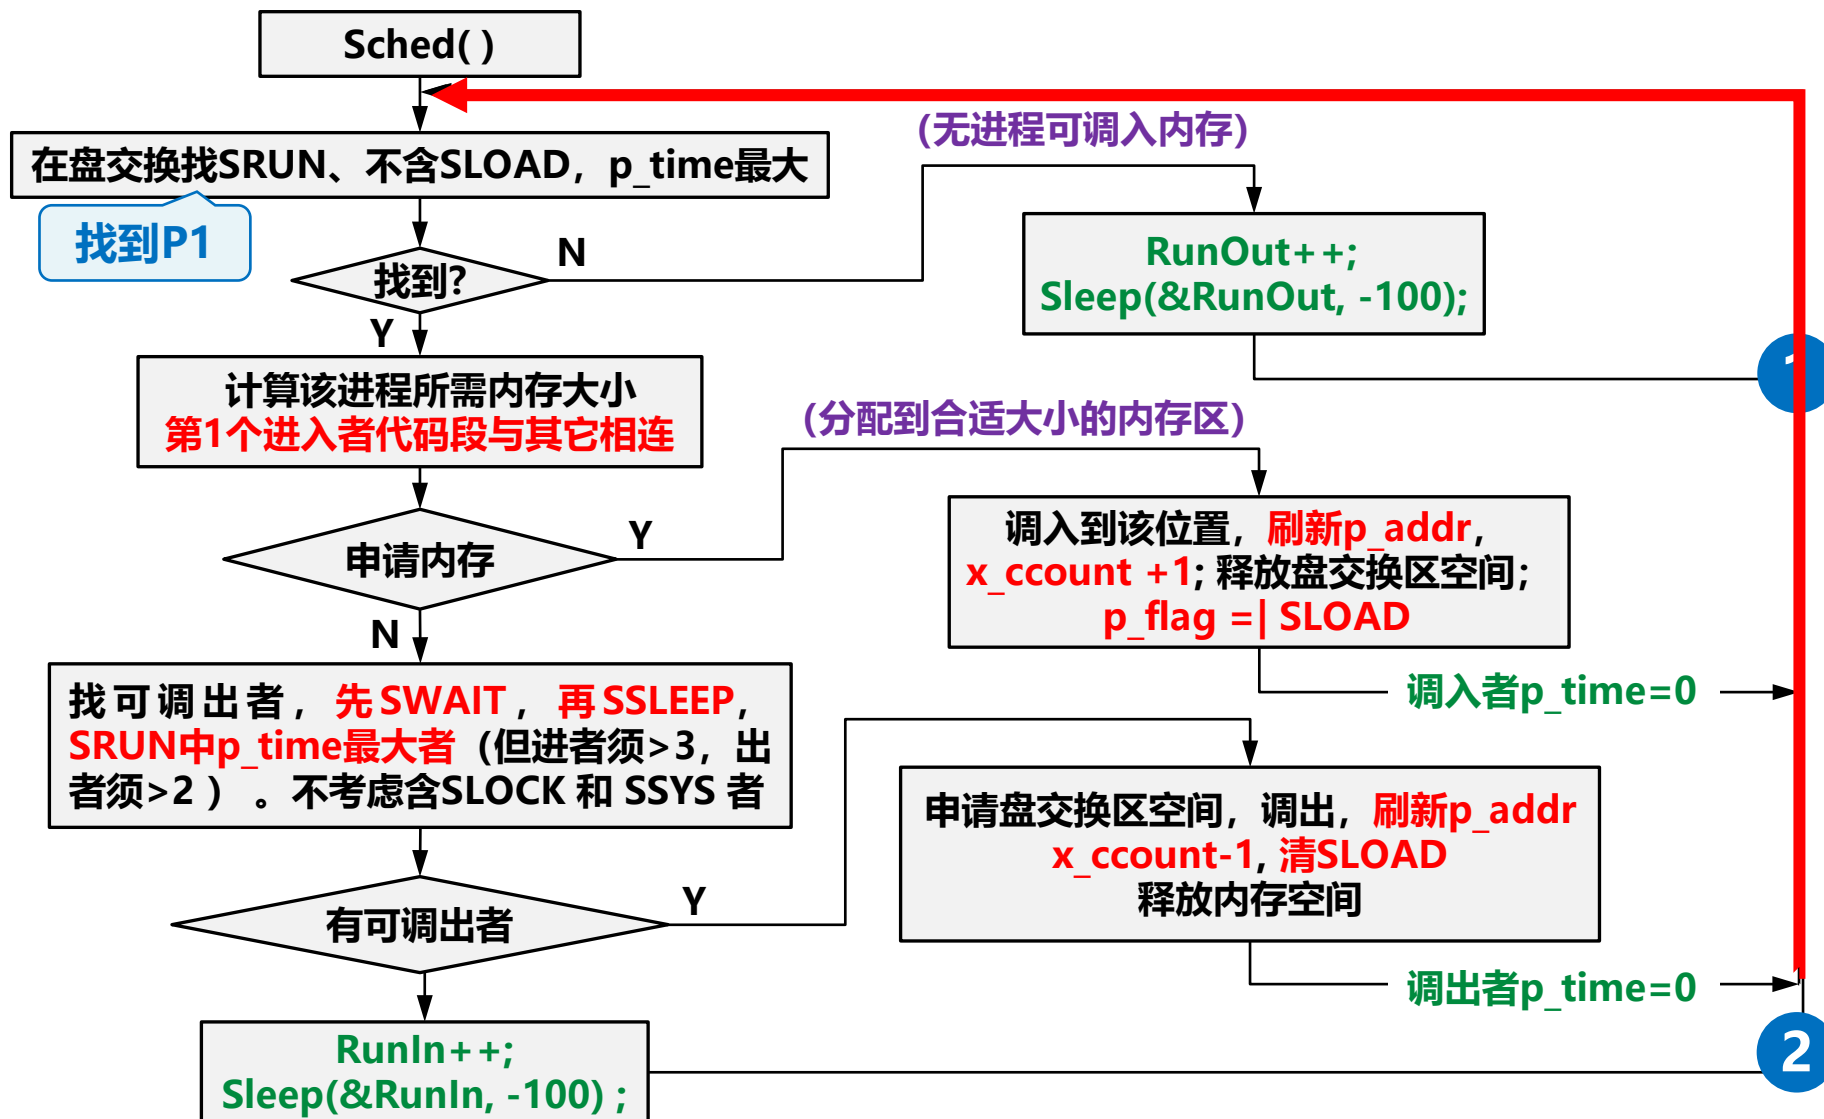 Sched( )
(无进程可调入内存)
在盘交换找SRUN、不含SLOAD，p_time最大
找到P1
找到?
N
RunOut++;
Sleep(&RunOut, -100);
Y
1
计算该进程所需内存大小
第1个进入者代码段与其它相连
(分配到合适大小的内存区)
申请内存
Y
调入到该位置，刷新p_addr，
x_ccount +1; 释放盘交换区空间；
p_flag =| SLOAD
N
调入者p_time=0
找可调出者，先SWAIT，再SSLEEP，
SRUN中p_time最大者（但进者须>3，出
者须>2 ） 。不考虑含SLOCK 和 SSYS 者
申请盘交换区空间，调出，刷新p_addr
x_ccount-1, 清SLOAD
释放内存空间
有可调出者
Y
调出者p_time=0
RunIn++;
Sleep(&RunIn, -100) ;
2